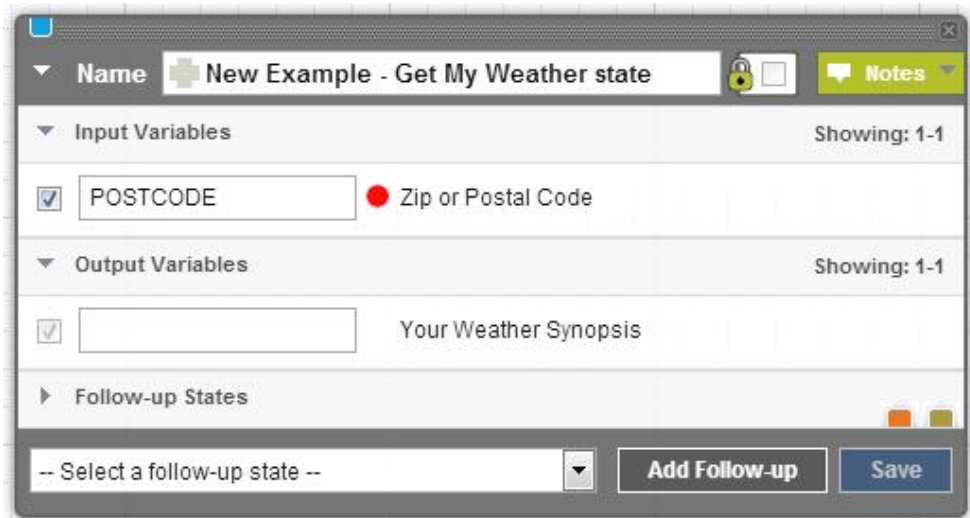 Name New Example - Get My Weather state Notes
Input Variables Showing: 1-1
POSTCODE Zip or Postal Code
Output Variables Showing: 1-1
Your Weather Synopsis
Follow-up States
-- Select a follow-up state -- Add Follow-up Save